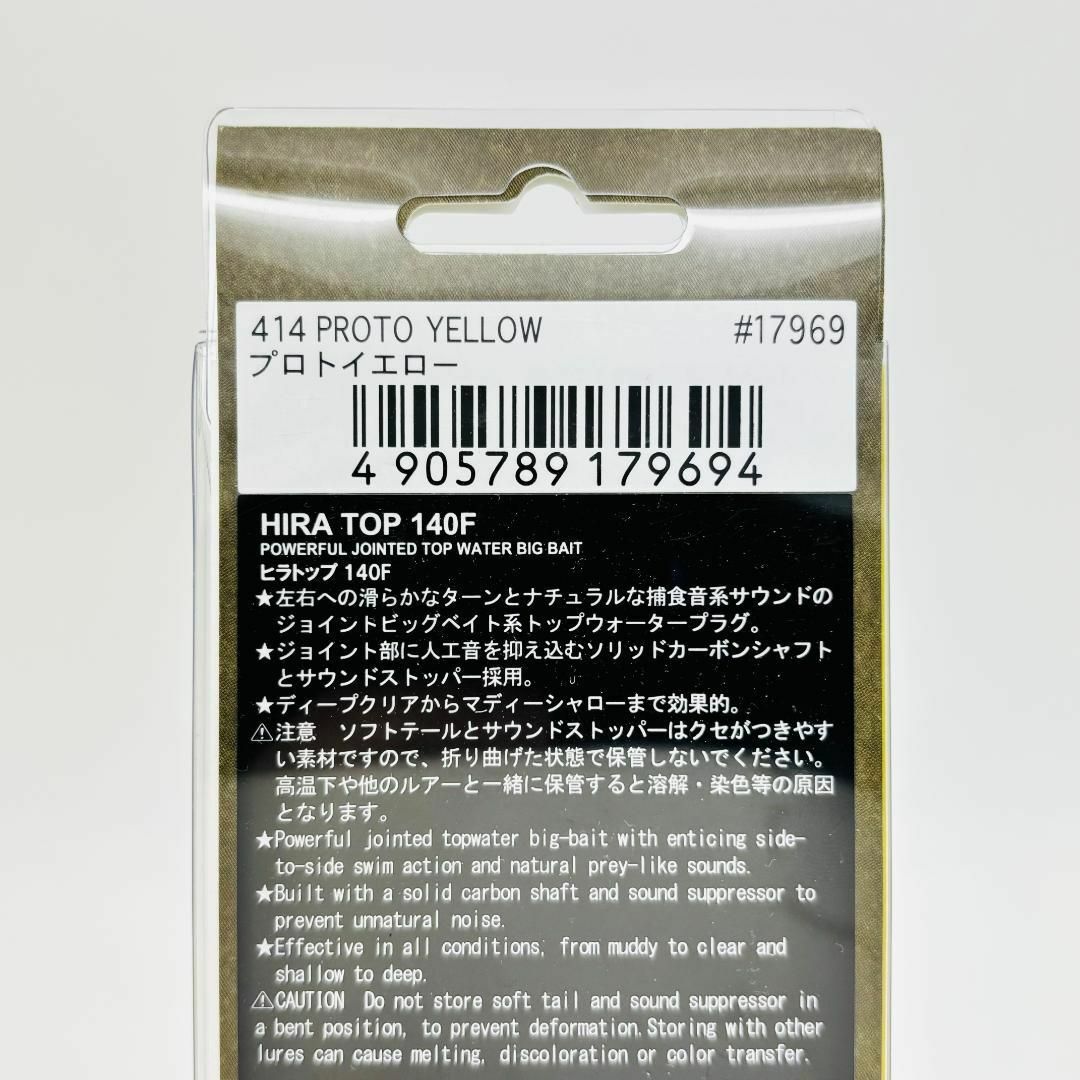 414 PROTO YELLOW #17969
プロトイエロー
4 905789 179694
HIRA TOP 140F
POWERFUL JOINTED TOP WATER BIG BAIT
ヒラトップ 140F
★左右への滑らかなターンとナチュラルな捕食音系サウンドの
ジョイントビッグベイト系トップウォータープラグ。
★ジョイント部に人工音を抑え込むソリッドカーボンシャフト
とサウンドストッパー採用。
★ディープクリアからマディーシャローまで効果的。
⚠注意 ソフトテールとサウンドストッパーはクセがつきやす
い素材ですので、折り曲げた状態で保管しないでください。
高温下や他のルアーと一緒に保管すると溶解・染色等の原因
となります。
★Powerful jointed topwater big-bait with enticing side-
to-side swim action and natural prey-like sounds.
★Built with a solid carbon shaft and sound suppressor to
prevent unnatural noise.
★Effective in all conditions, from muddy to clear and
shallow to deep.
⚠CAUTION Do not store soft tail and sound suppressor in
a bent position, to prevent deformation. Storing with other
lures can cause melting, discoloration or color transfer.